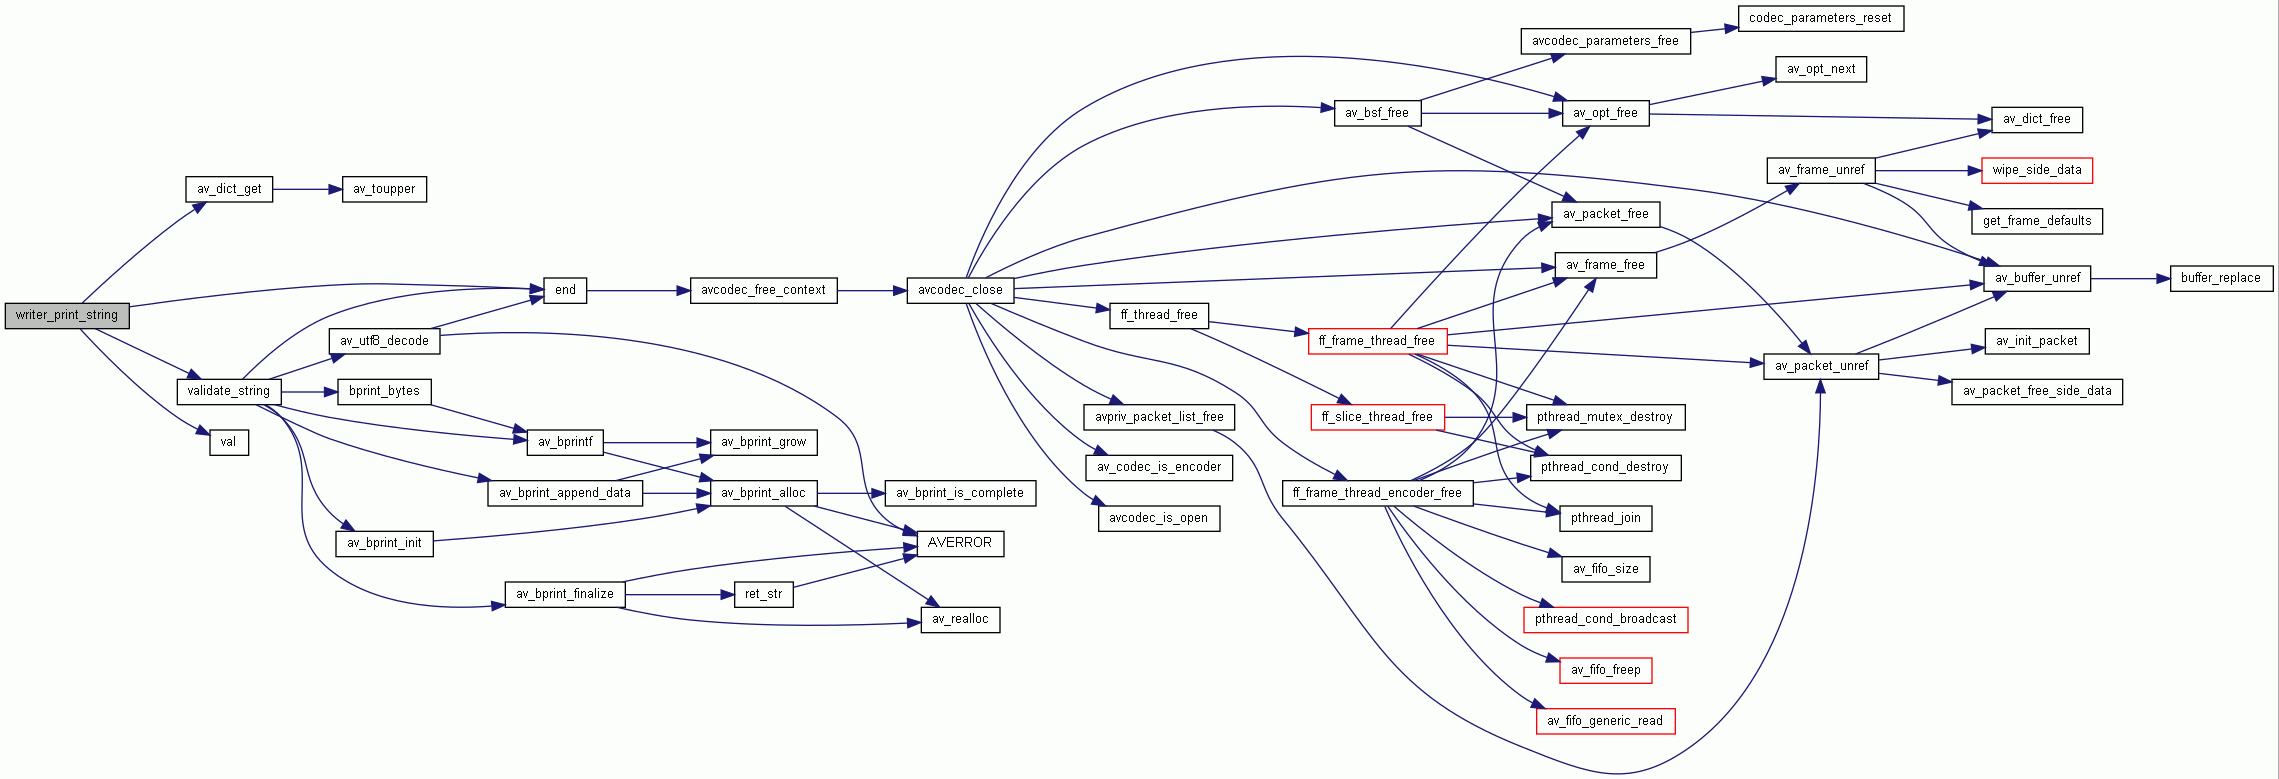 writer_print_string
av_dict_get
av_toupper
end
av_utf8_decode
validate_string
bprint_bytes
val
av_bprintf
av_bprint_grow
av_bprint_append_data
av_bprint_alloc
av_bprint_is_complete
av_bprint_init
AVERROR
av_bprint_finalize
ret_str
av_realloc
avcodec_free_context
avcodec_close
ff_thread_free
avpriv_packet_list_free
av_codec_is_encoder
avcodec_is_open
av_bsf_free
ff_frame_thread_free
ff_slice_thread_free
ff_frame_thread_encoder_free
avcodec_parameters_free
codec_parameters_reset
av_opt_free
av_opt_next
av_packet_free
av_frame_free
pthread_mutex_destroy
pthread_cond_destroy
pthread_join
av_fifo_size
pthread_cond_broadcast
av_fifo_freep
av_fifo_generic_read
av_frame_unref
av_packet_unref
av_dict_free
wipe_side_data
get_frame_defaults
av_buffer_unref
buffer_replace
av_init_packet
av_packet_free_side_data